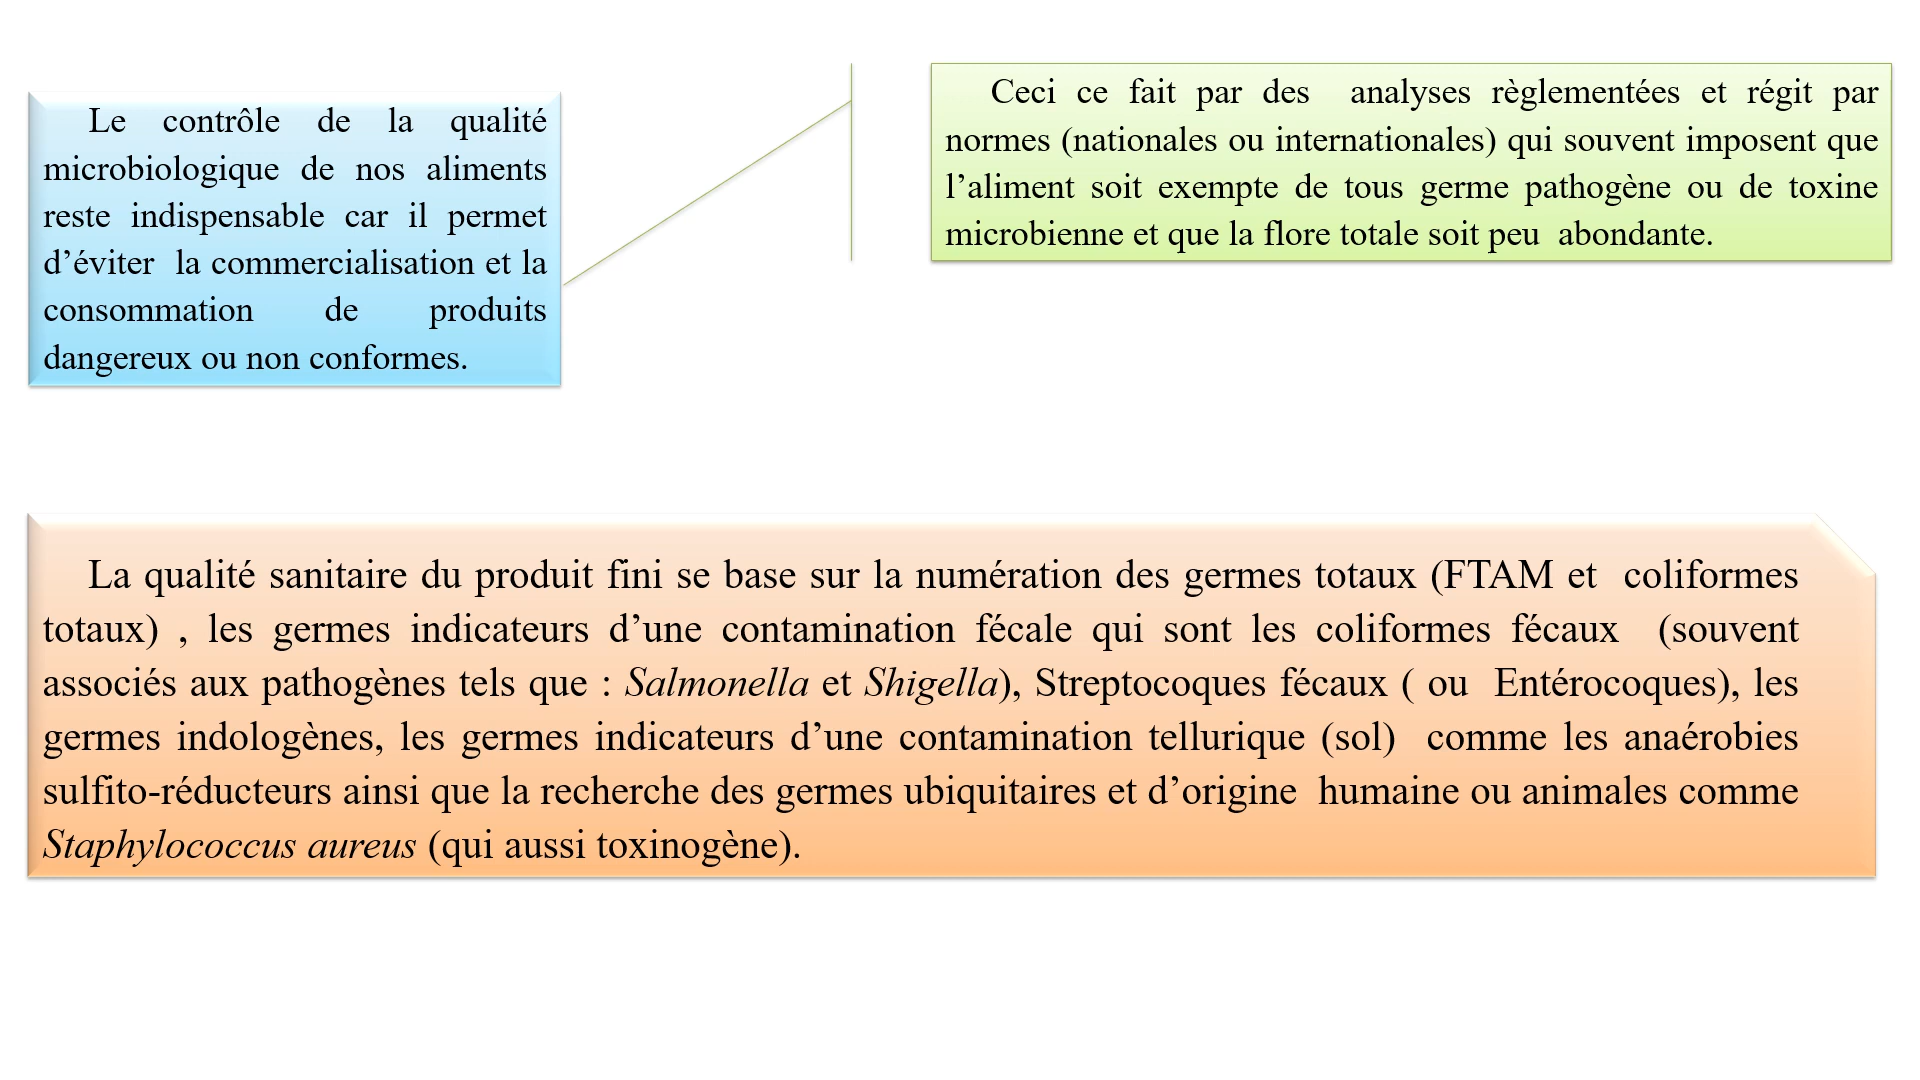 Le contrôle de la qualité
microbiologique de nos aliments
reste indispensable car il permet
d’éviter la commercialisation et la
consommation de produits
dangereux ou non conformes.
Ceci ce fait par des analyses règlementées et régit par
normes (nationales ou internationales) qui souvent imposent que
l’aliment soit exempte de tous germe pathogène ou de toxine
microbienne et que la flore totale soit peu abondante.
La qualité sanitaire du produit fini se base sur la numération des germes totaux (FTAM et coliformes
totaux) , les germes indicateurs d’une contamination fécale qui sont les coliformes fécaux (souvent
associés aux pathogènes tels que : Salmonella et Shigella), Streptocoques fécaux ( ou Entérocoques), les
germes indologènes, les germes indicateurs d’une contamination tellurique (sol) comme les anaérobies
sulfito-réducteurs ainsi que la recherche des germes ubiquitaires et d’origine humaine ou animales comme
Staphylococcus aureus (qui aussi toxinogène).